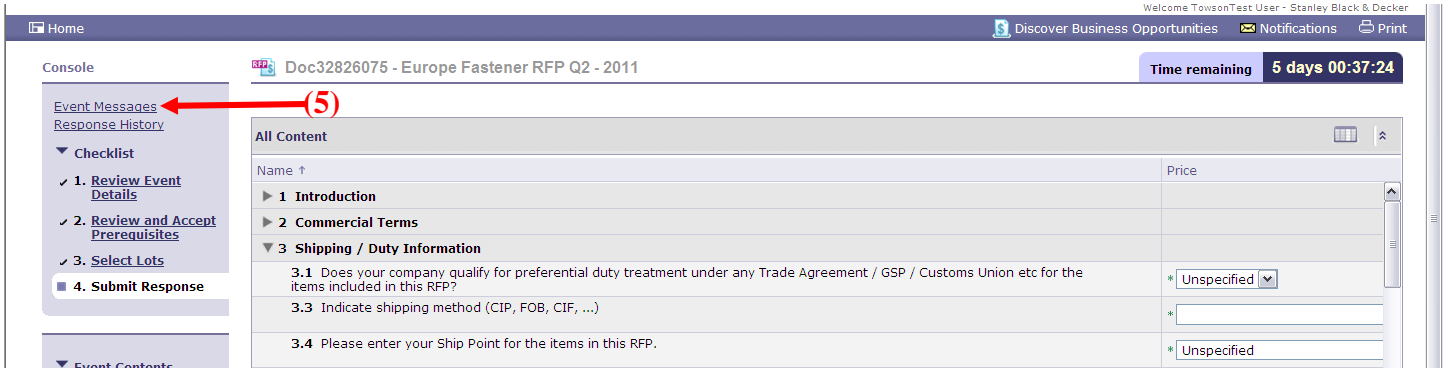 Welcome TowsonTest User - Stanley Black & Decker
Home
Discover Business Opportunities
Notifications
Print
Console
Doc32826075 - Europe Fastener RFP Q2 - 2011
Time remaining
5 days 00:37:24
Event Messages
(5)
Response History
Checklist
1. Review Event
Details
2. Review and Accept
Prerequisites
3. Select Lots
4. Submit Response
Event Contents
All Content
Name ↑
Price
1 Introduction
2 Commercial Terms
3 Shipping / Duty Information
3.1 Does your company qualify for preferential duty treatment under any Trade Agreement / GSP / Customs Union etc for the
items included in this RFP?
* Unspecified
3.3 Indicate shipping method (CIP, FOB, CIF, ...)
*
3.4 Please enter your Ship Point for the items in this RFP.
* Unspecified